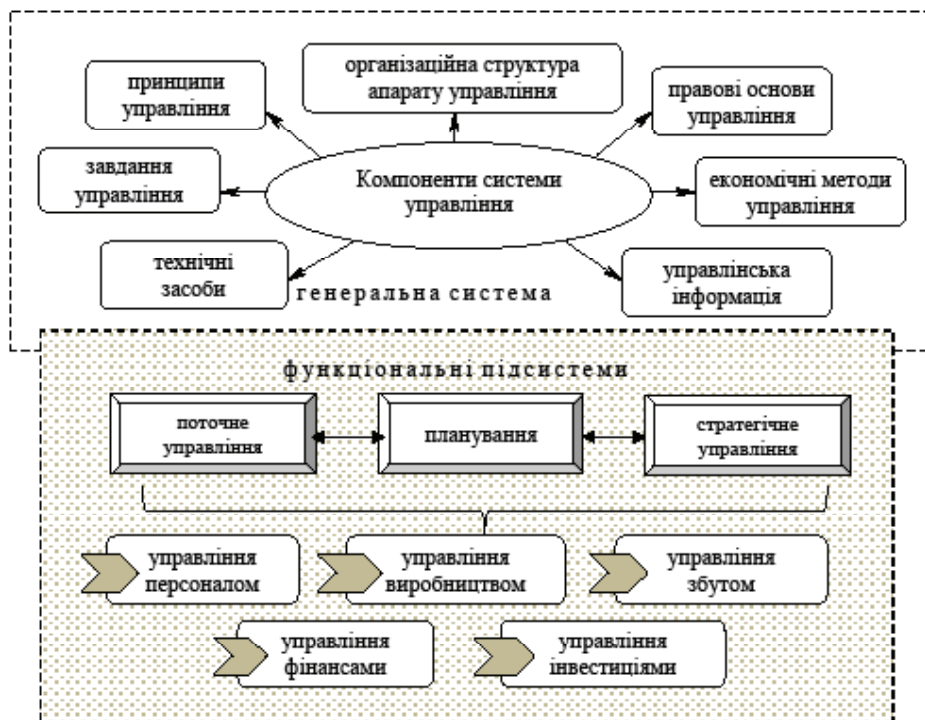 організаційна структура
апарату управління
принципи
управління
правові основи
управління
завдання
управління
Компоненти системи
управління
економічні методи
управління
технічні
засоби
управлінська
інформація
генеральна система
функціональні підсистеми
поточне
управління
планування
стратегічне
управління
управління
персоналом
управління
виробництвом
управління
збутом
управління
фінансами
управління
інвестиціями